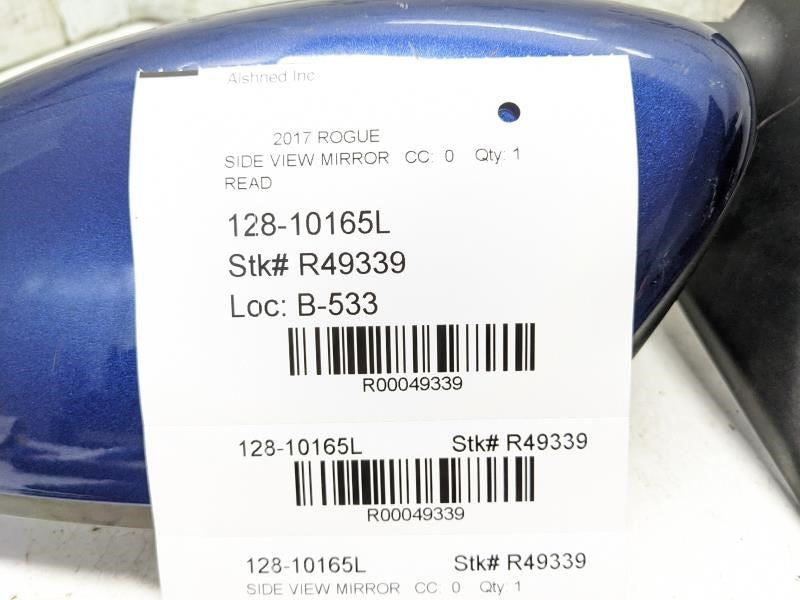 Alshned Inc
2017 ROGUE
SIDE VIEW MIRROR CC: 0 Qty: 1
READ
128-10165L
Stk# R49339
Loc: B-533
R00049339
128-10165L Stk# R49339
R00049339
128-10165L Stk# R49339
SIDE VIEW MIRROR CC: 0 Qty: 1